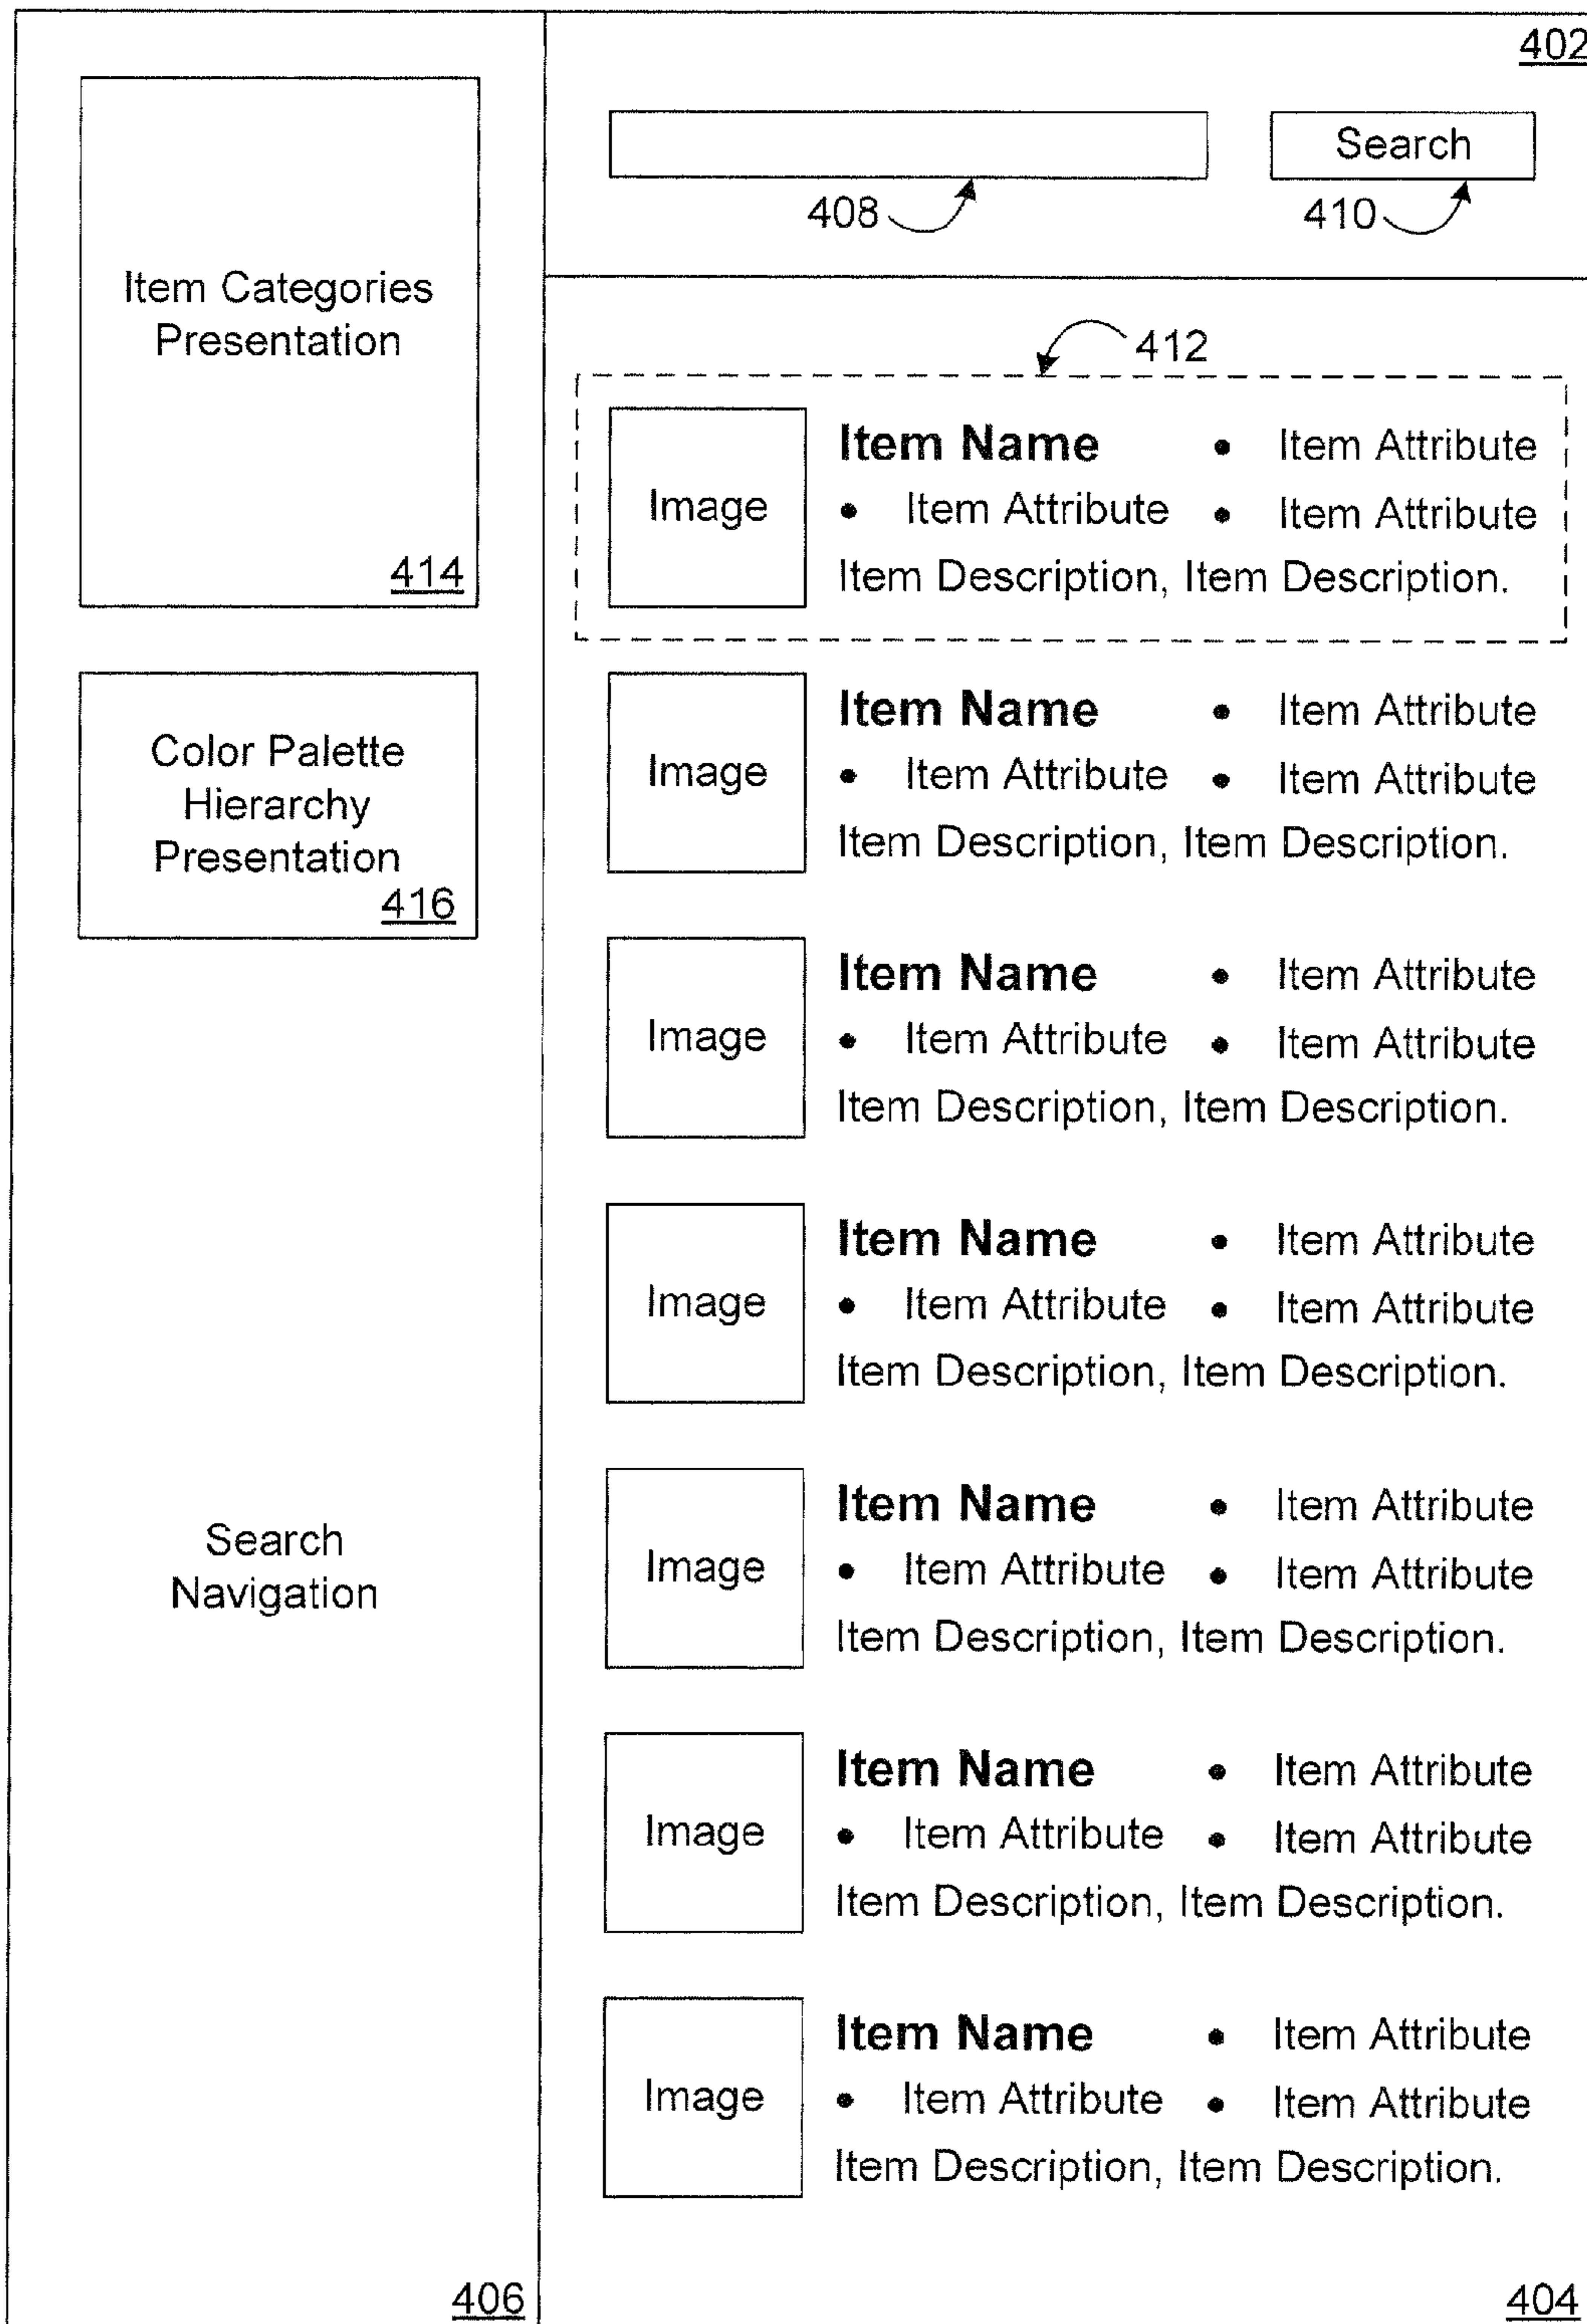 Item Categories
Presentation
414
Color Palette
Hierarchy
Presentation
416
Search
Navigation
406
402
Search
408
410
412
Image
Item Name • Item Attribute
• Item Attribute • Item Attribute
Item Description, Item Description.
Image
Item Name • Item Attribute
• Item Attribute • Item Attribute
Item Description, Item Description.
Image
Item Name • Item Attribute
• Item Attribute • Item Attribute
Item Description, Item Description.
Image
Item Name • Item Attribute
• Item Attribute • Item Attribute
Item Description, Item Description.
Image
Item Name • Item Attribute
• Item Attribute • Item Attribute
Item Description, Item Description.
Image
Item Name • Item Attribute
• Item Attribute • Item Attribute
Item Description, Item Description.
Image
Item Name • Item Attribute
• Item Attribute • Item Attribute
Item Description, Item Description.
404